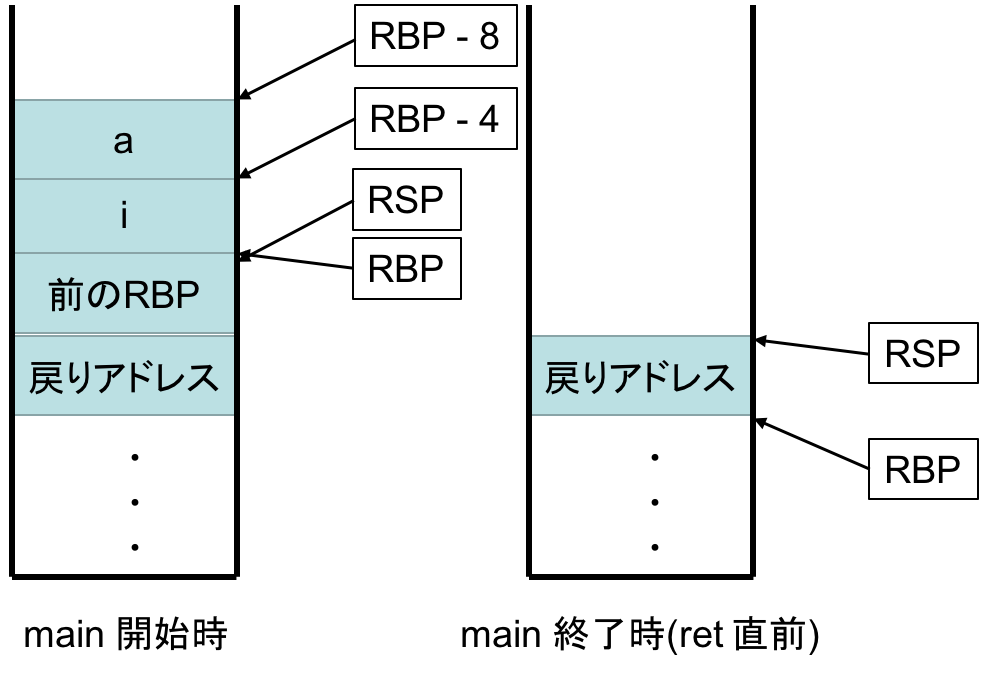 RBP - 8
a
RBP - 4
i
RSP
RBP
前のRBP
戻りアドレス
・
・
・
main 開始時
RSP
戻りアドレス
RBP
・
・
・
main 終了時(ret 直前)